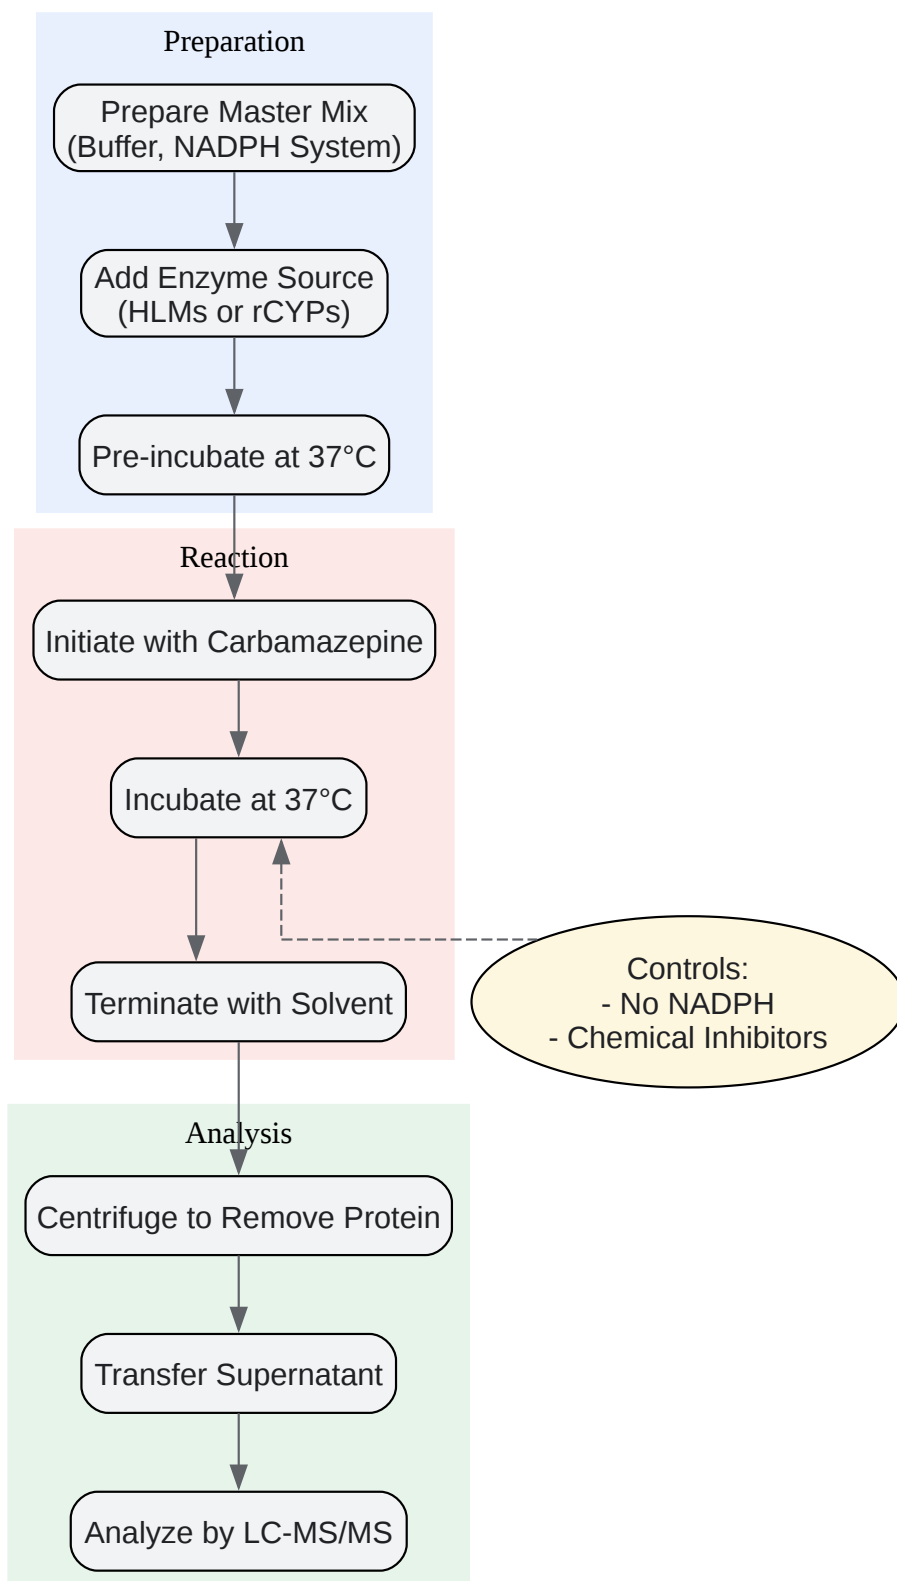 Preparation
Prepare Master Mix
(Buffer, NADPH System)
Add Enzyme Source
(HLMs or rCYPs)
Pre-incubate at 37°C
Reaction
Initiate with Carbamazepine
Incubate at 37°C
Controls:
- No NADPH
- Chemical Inhibitors
Terminate with Solvent
Analysis
Centrifuge to Remove Protein
Transfer Supernatant
Analyze by LC-MS/MS